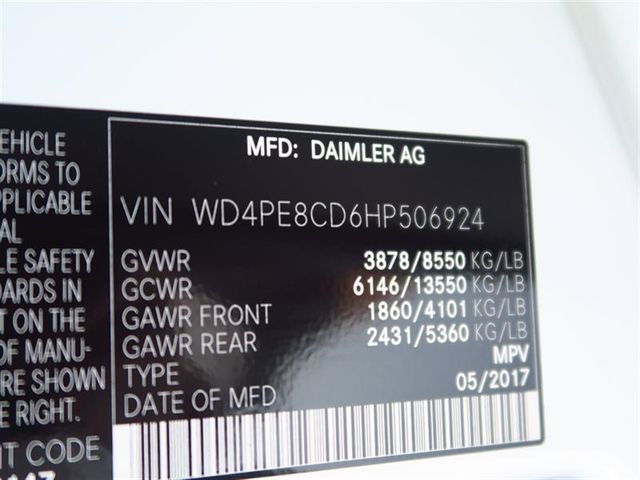 EHICLE
ORMS TO
PPLICABLE
AL
LE SAFETY
DARDS IN
T ON THE
OF MANU-
RE SHOWN
E RIGHT.
NT CODE
MFD: DAIMLER AG
VIN WD4PE8CD6HP506924
GVWR 3878/8550 KG/LB
GCWR 6146/13550 KG/LB
GAWR FRONT 1860/4101 KG/LB
GAWR REAR 2431/5360 KG/LB
TYPE MPV
DATE OF MFD 05/2017